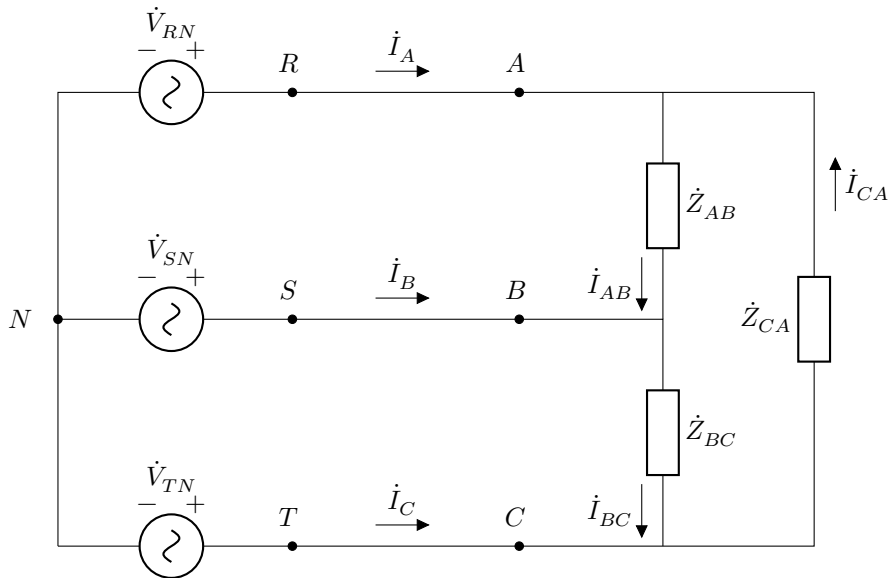 V̇_RN
− +
R
İ_A
A
Ż_AB
İ_CA
V̇_SN
− +
N
S
İ_B
B
İ_AB
Ż_CA
Ż_BC
V̇_TN
− +
T
İ_C
C
İ_BC